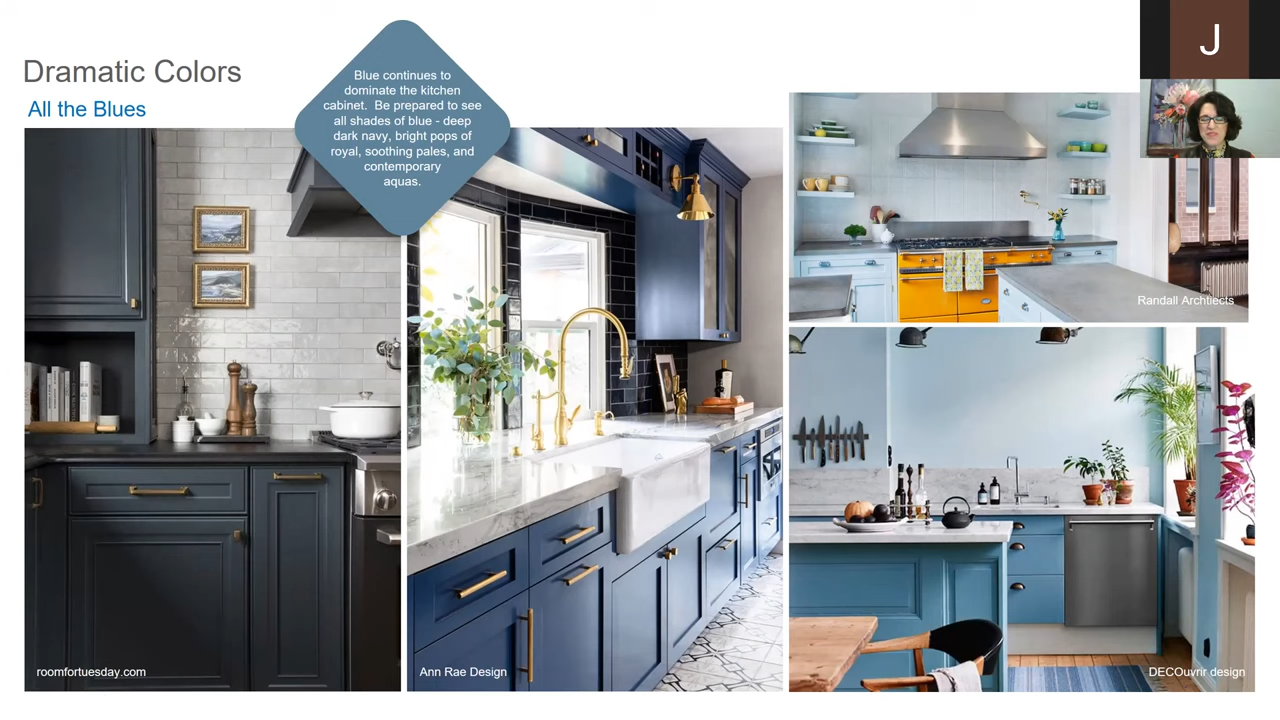 Dramatic Colors
All the Blues
Blue continues to
dominate the kitchen
cabinet.  Be prepared to see
all shades of blue - deep
dark navy, bright pops of
royal, soothing pales, and
contemporary
aquas.
J
Randall Archtiects
roomfortuesday.com
Ann Rae Design
DECOuvrir design